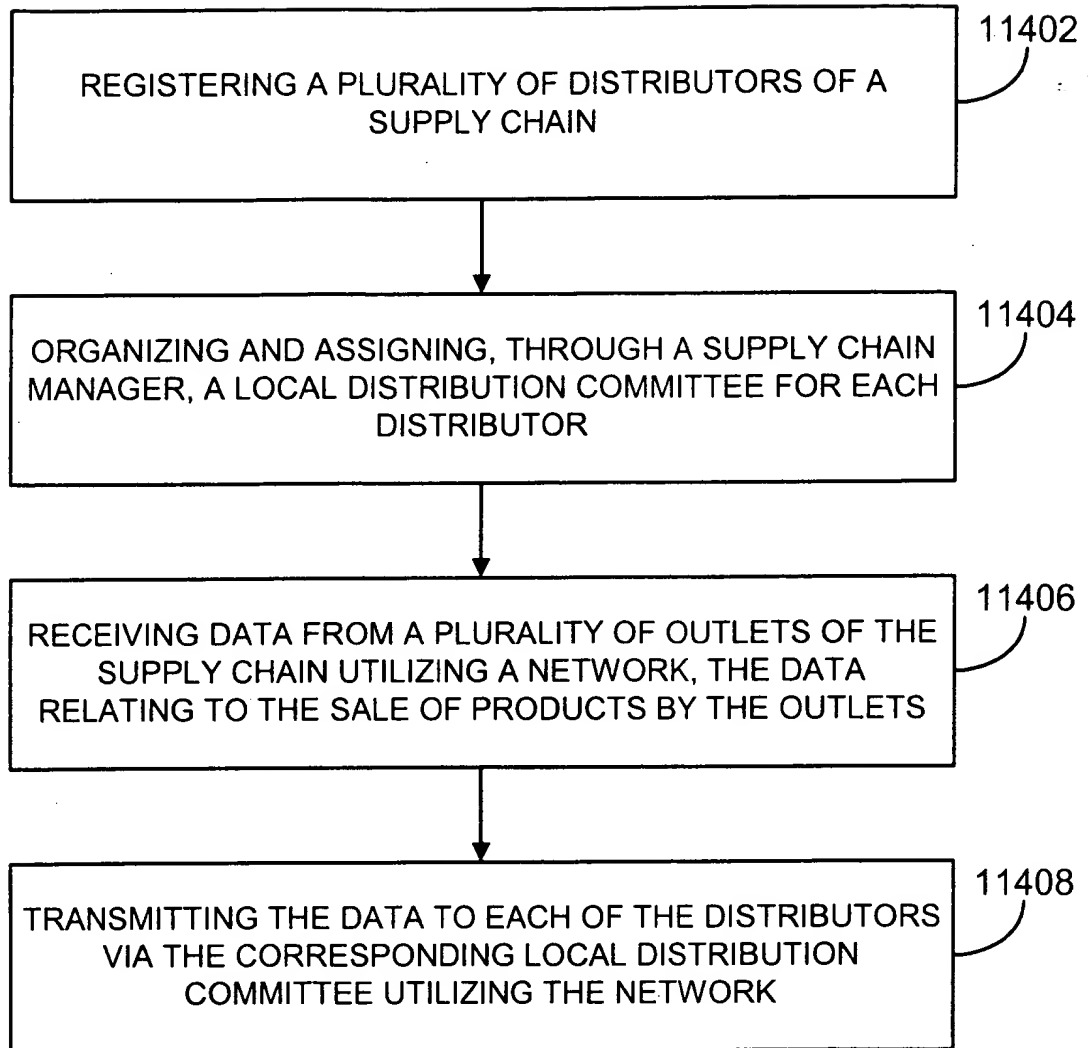 11402
REGISTERING A PLURALITY OF DISTRIBUTORS OF A
SUPPLY CHAIN
11404
ORGANIZING AND ASSIGNING, THROUGH A SUPPLY CHAIN
MANAGER, A LOCAL DISTRIBUTION COMMITTEE FOR EACH
DISTRIBUTOR
11406
RECEIVING DATA FROM A PLURALITY OF OUTLETS OF THE
SUPPLY CHAIN UTILIZING A NETWORK, THE DATA
RELATING TO THE SALE OF PRODUCTS BY THE OUTLETS
11408
TRANSMITTING THE DATA TO EACH OF THE DISTRIBUTORS
VIA THE CORRESPONDING LOCAL DISTRIBUTION
COMMITTEE UTILIZING THE NETWORK